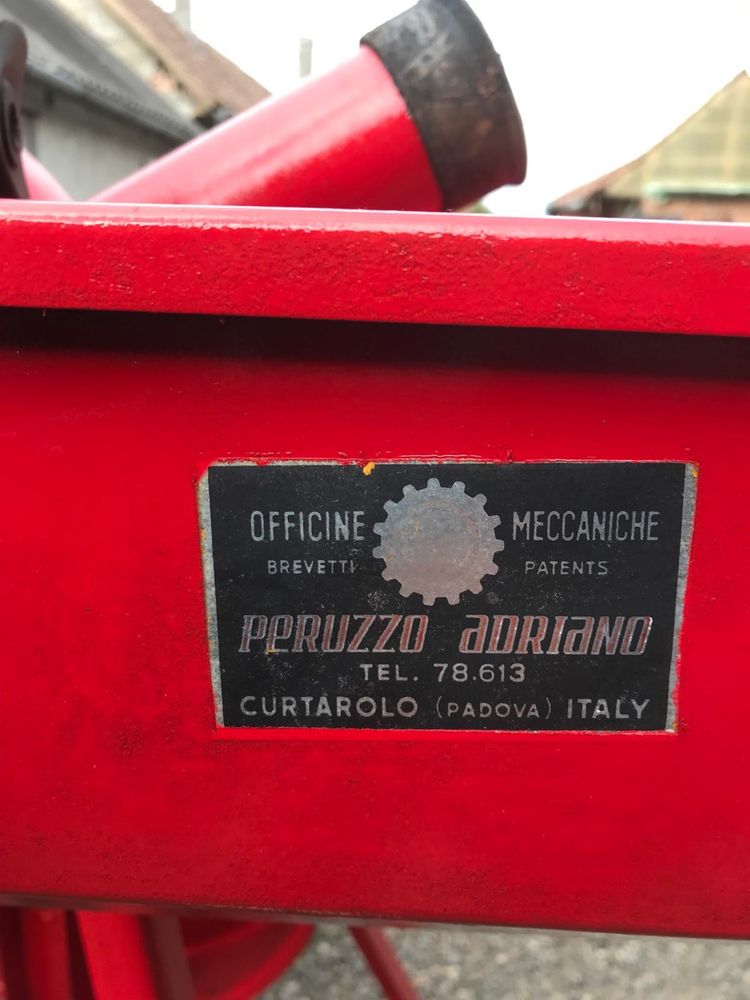 OFFICINE MECCANICHE
BREVETTI PATENTS
PERUZZO ADRIANO
TEL. 78.613
CURTAROLO (PADOVA) ITALY